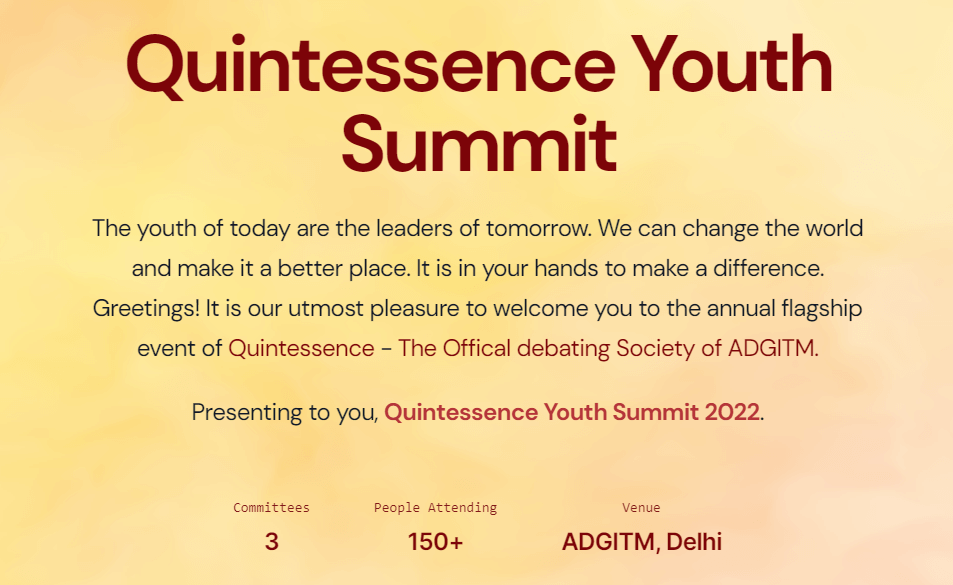 Quintessence Youth
Summit
The youth of today are the leaders of tomorrow. We can change the world
and make it a better place. It is in your hands to make a difference.
Greetings! It is our utmost pleasure to welcome you to the annual flagship
event of Quintessence - The Offical debating Society of ADGITM.
Presenting to you, Quintessence Youth Summit 2022.
Committees People Attending Venue
3 150+ ADGITM, Delhi